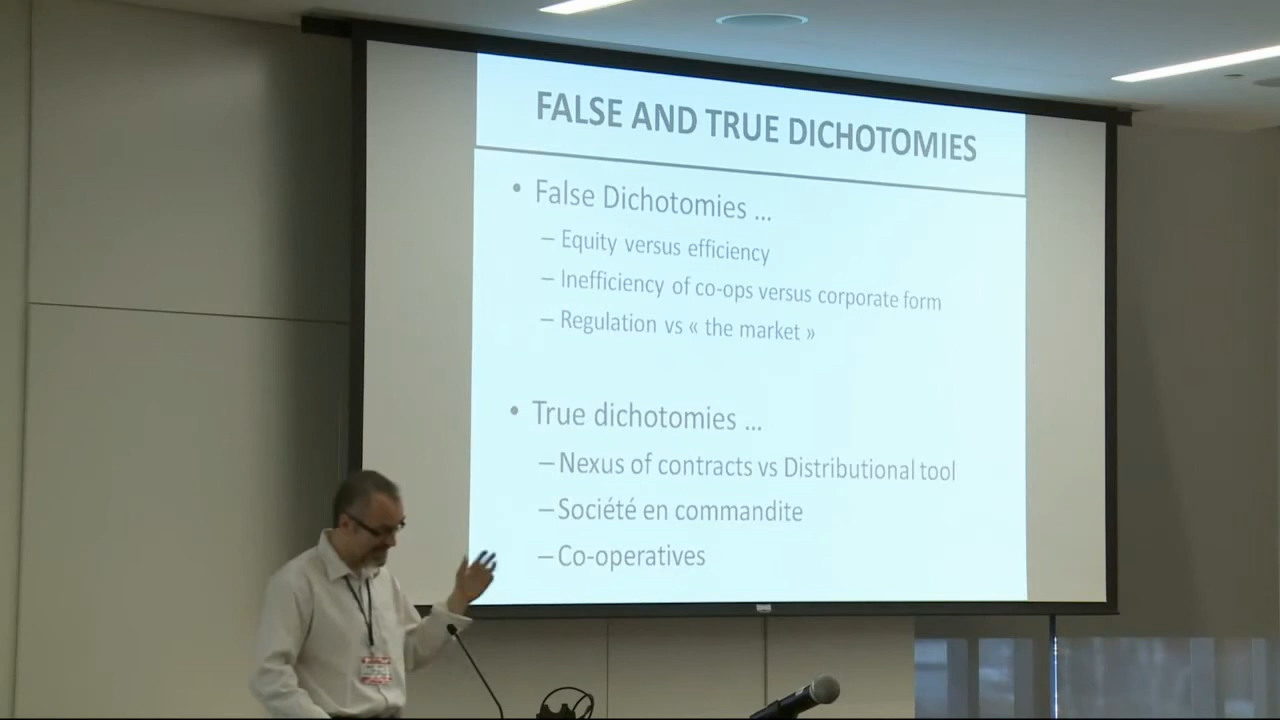 FALSE AND TRUE DICHOTOMIES
• False Dichotomies ...
– Equity versus efficiency
– Inefficiency of co-ops versus corporate form
– Regulation vs « the market »
• True dichotomies ...
– Nexus of contracts vs Distributional tool
– Société en commandite
– Co-operatives